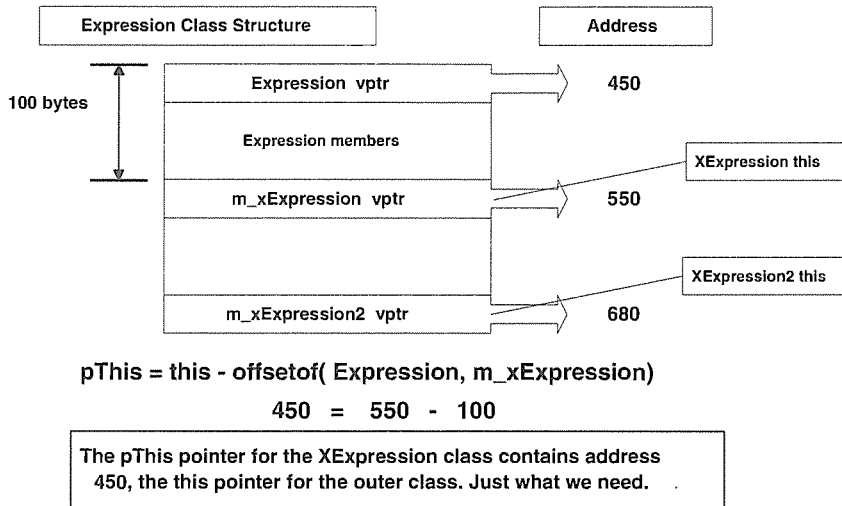 Expression Class Structure
Address
Expression vptr
450
100 bytes
Expression members
XExpression this
m_xExpression vptr
550
XExpression2 this
m_xExpression2 vptr
680
pThis = this - offsetof( Expression, m_xExpression)
450 = 550 - 100
The pThis pointer for the XExpression class contains address
450, the this pointer for the outer class. Just what we need.